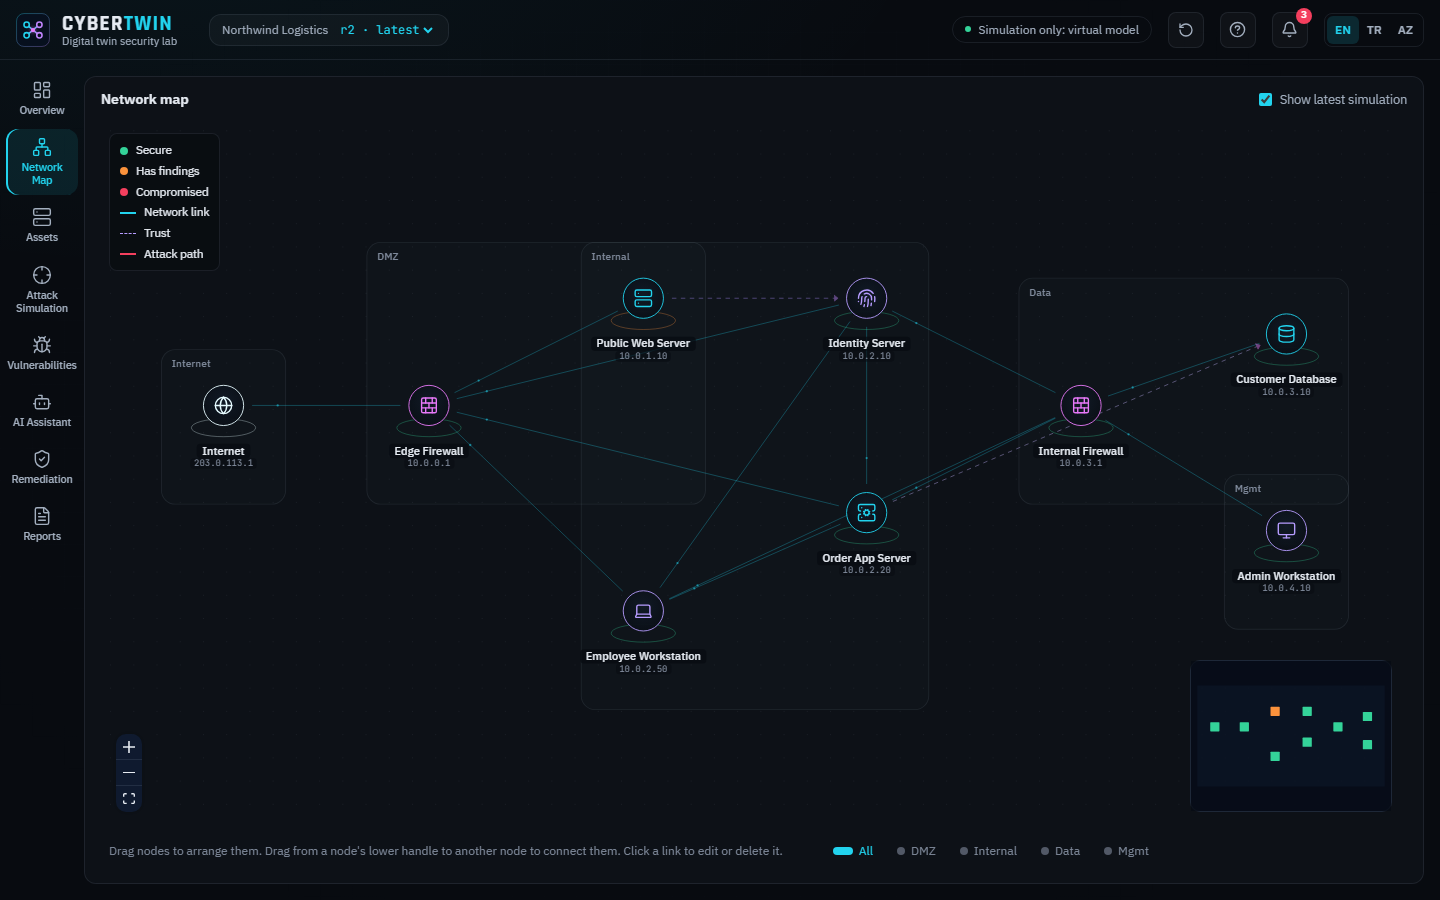 CYBERTWIN
Digital twin security lab
Northwind Logistics r2 · latest
Simulation only: virtual model
3
EN TR AZ
Overview
Network
Map
Assets
Attack
Simulation
Vulnerabilities
AI Assistant
Remediation
Reports
Network map
Show latest simulation
Secure
Has findings
Compromised
Network link
Trust
Attack path
DMZ
Internal
Data
Internet
Mgmt
Public Web Server
10.0.1.10
Identity Server
10.0.2.10
Customer Database
10.0.3.10
Internet
203.0.113.1
Edge Firewall
10.0.0.1
Internal Firewall
10.0.3.1
Order App Server
10.0.2.20
Admin Workstation
10.0.4.10
Employee Workstation
10.0.2.50
Drag nodes to arrange them. Drag from a node's lower handle to another node to connect them. Click a link to edit or delete it.
All DMZ Internal Data Mgmt